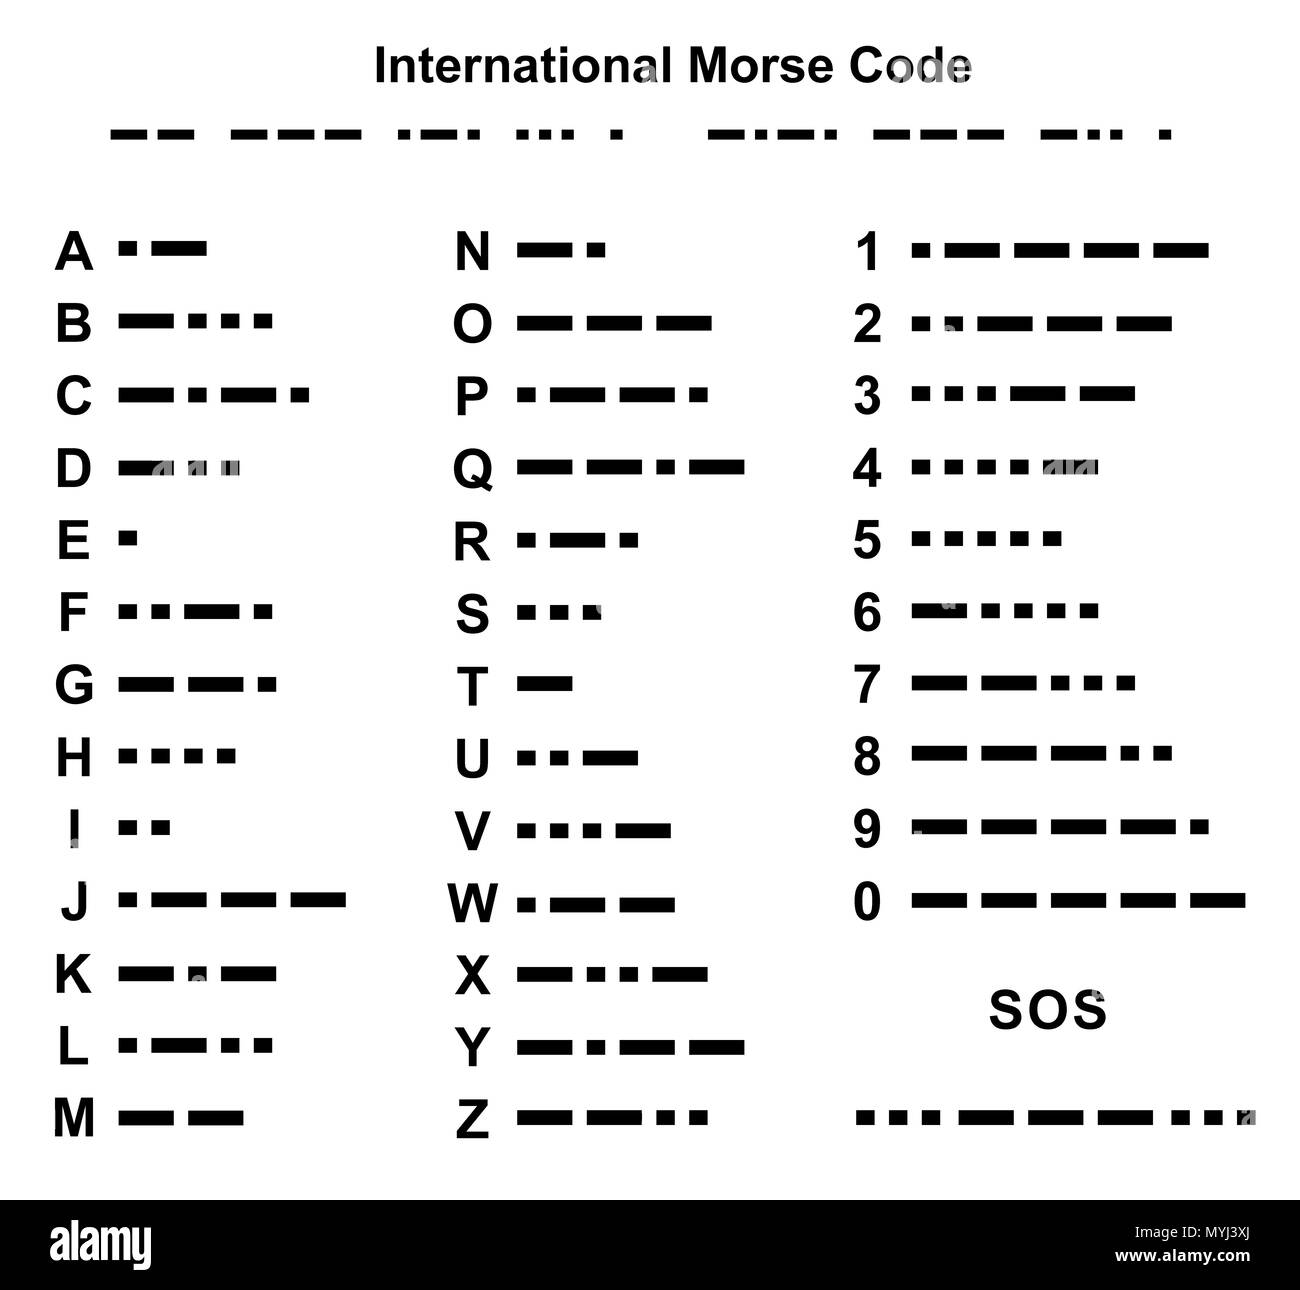 International Morse Code
-- --- .-. ... . -.-. --- -.. .
A .- N -. 1 .----
B -... O --- 2 ..---
C -.-. P .--. 3 ...--
D -.. Q --.- 4 ....-
E . R .-. 5 .....
F ..-. S ... 6 -....
G --. T - 7 --...
H .... U ..- 8 ---..
I .. V ...- 9 ----.
J .--- W .-- 0 -----
K -.- X -..-
L .-.. Y -.--
M -- Z --..
SOS
...---...
alamy
Image ID: MYJ3XJ
www.alamy.com